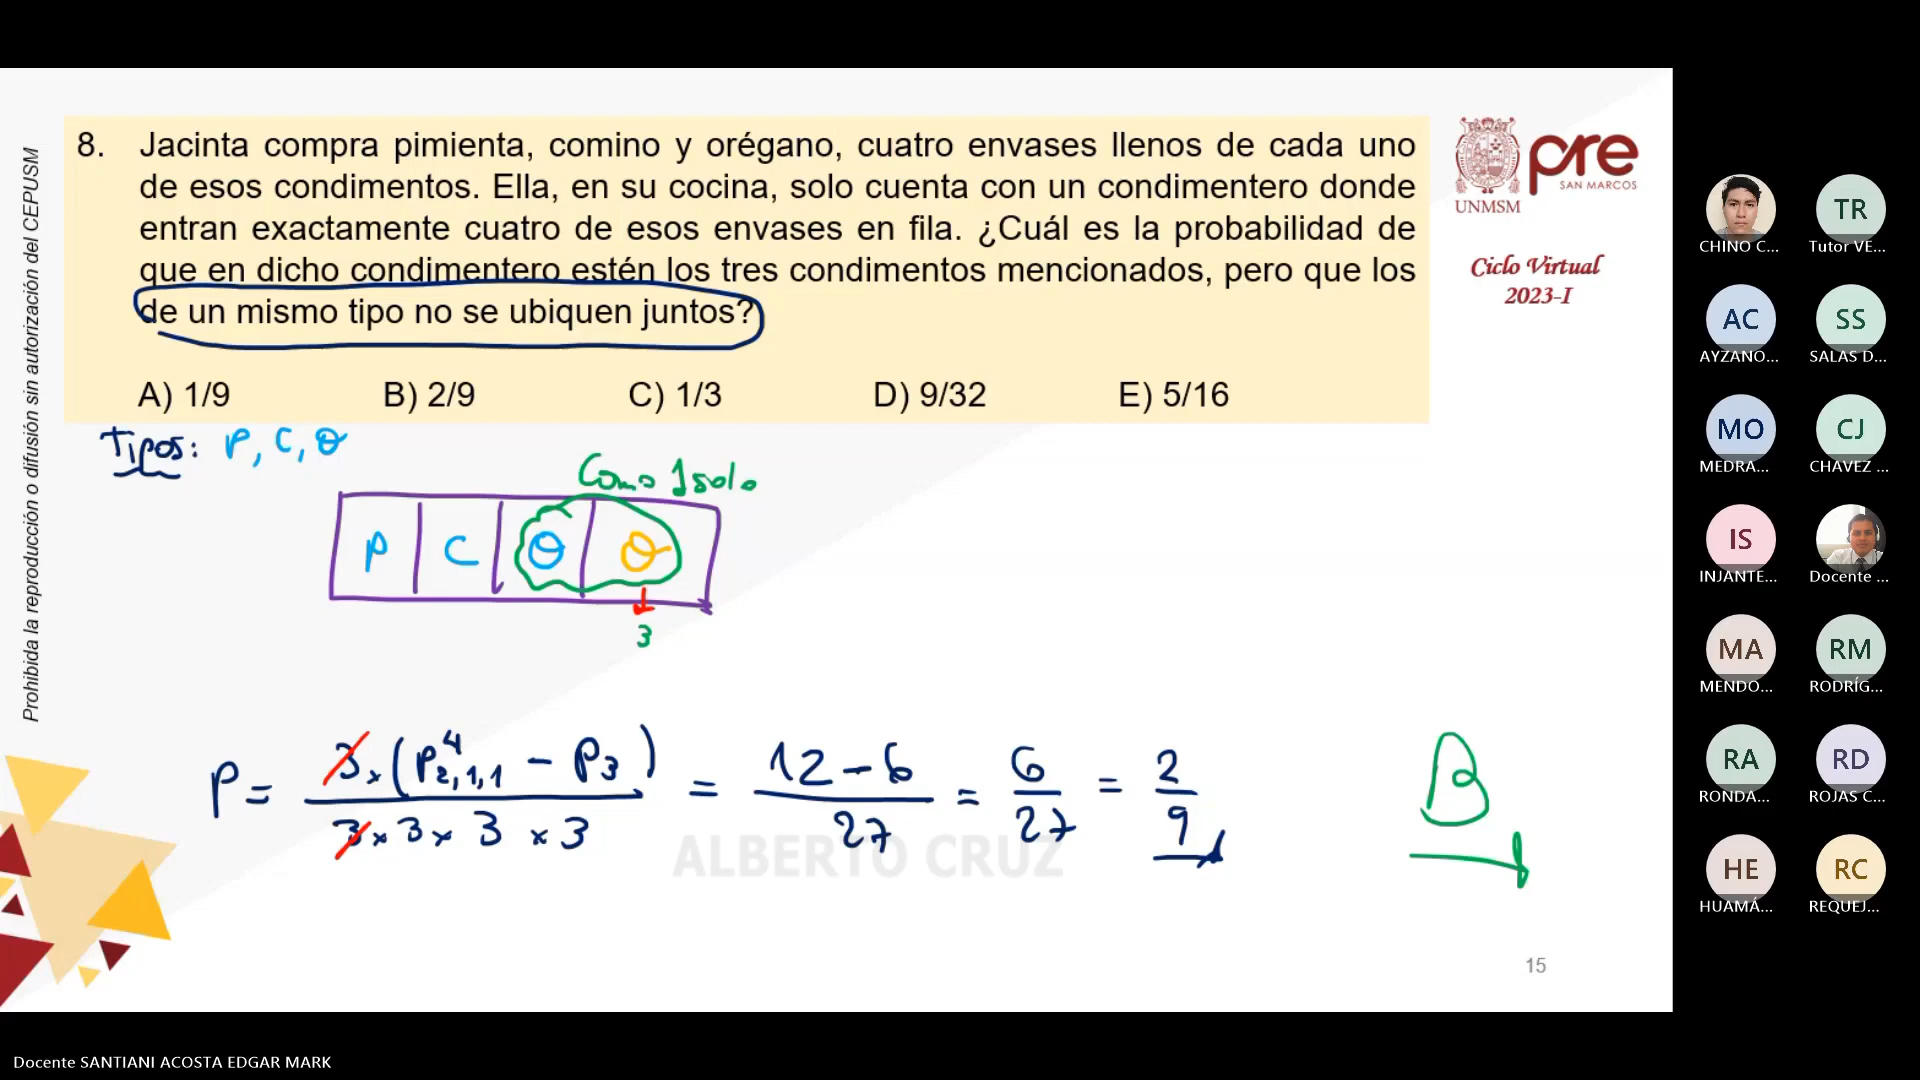 Prohibida la reproducción o difusión sin autorización del CEPUSM
8. Jacinta compra pimienta, comino y orégano, cuatro envases llenos de cada uno
de esos condimentos. Ella, en su cocina, solo cuenta con un condimentero donde
entran exactamente cuatro de esos envases en fila. ¿Cuál es la probabilidad de
que en dicho condimentero estén los tres condimentos mencionados, pero que los
de un mismo tipo no se ubiquen juntos?
A) 1/9 B) 2/9 C) 1/3 D) 9/32 E) 5/16
UNMSM
pre
SAN MARCOS
Ciclo Virtual
2023-I
Tipos: P, C, O
Como 1 solo
P C O O
3
P = 3 x (P4 2,1,1 - P3) / 3 x 3 x 3 x 3 = 12 - 6 / 27 = 6 / 27 = 2 / 9
B
ALBERTO CRUZ
15
CHINO C...
Tutor VE...
TR
AC
AYZANO...
SS
SALAS D...
MO
MEDRA...
CJ
CHAVEZ ...
IS
INJANTE...
Docente ...
MA
MENDO...
RM
RODRÍG...
RA
RONDA...
RD
ROJAS C...
HE
HUAMÁ...
RC
REQUEJ...
Docente SANTIANI ACOSTA EDGAR MARK